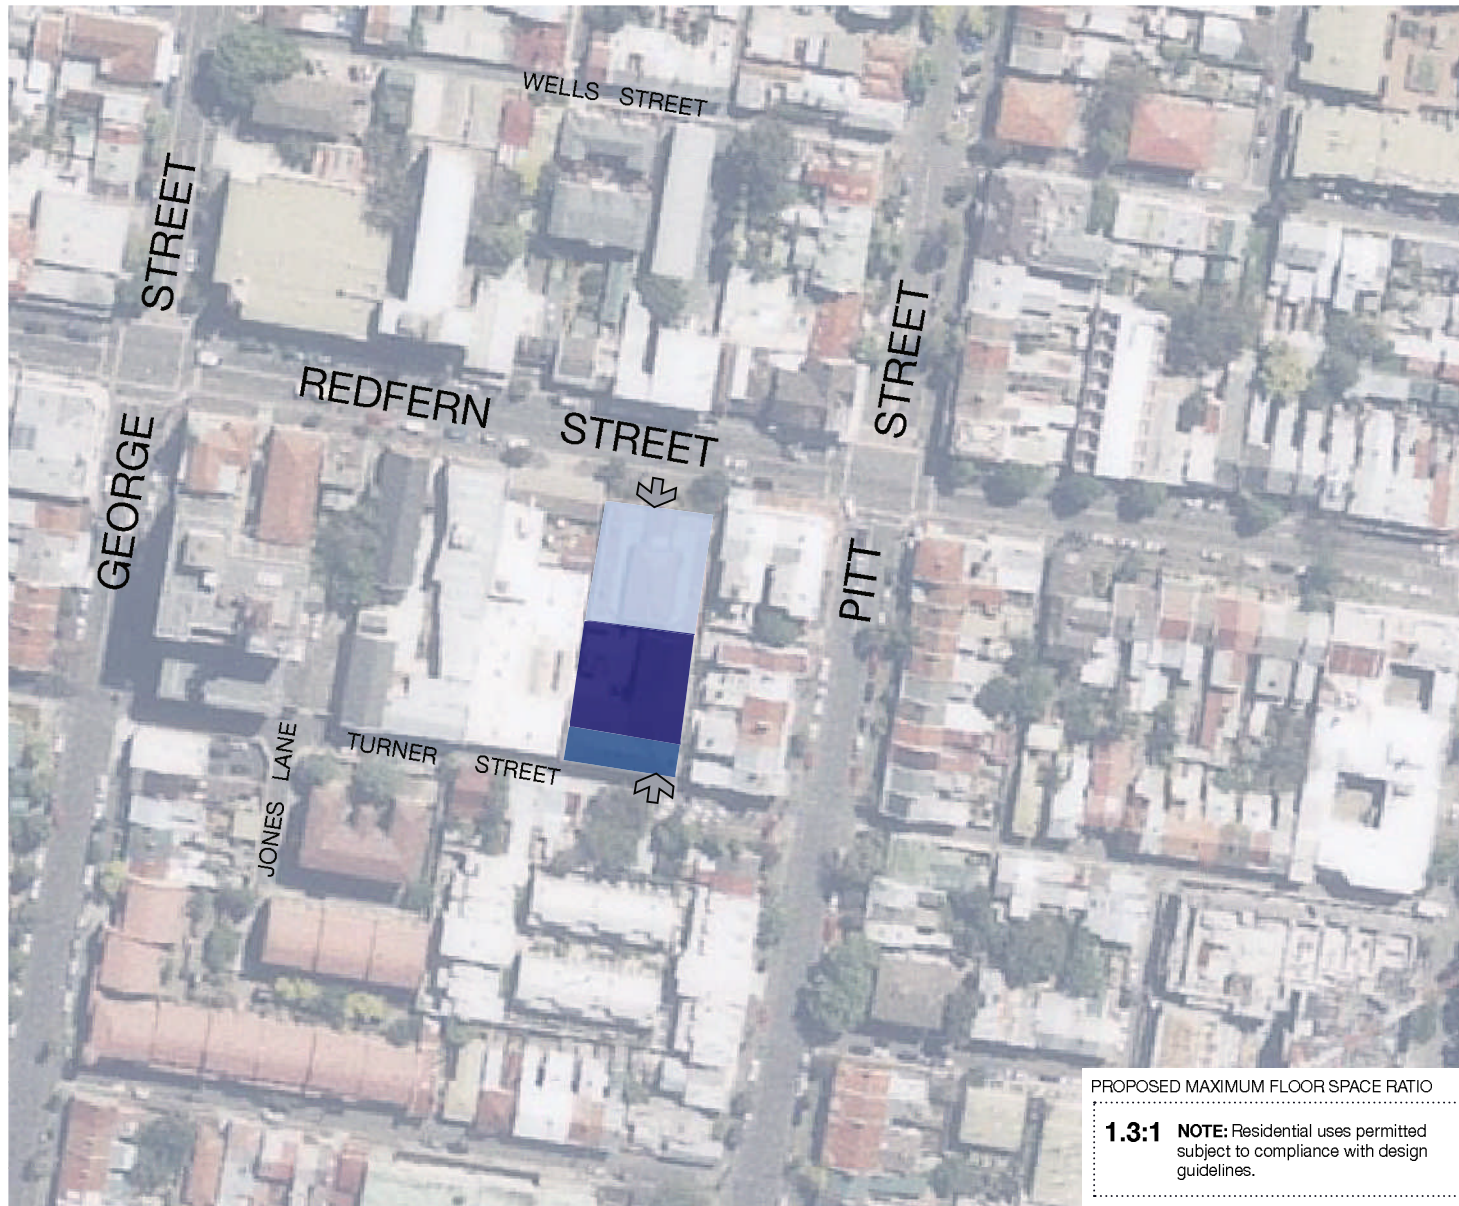 WELLS STREET
STREET
STREET
REDFERN STREET
GEORGE
PITT
JONES LANE
TURNER STREET
PROPOSED MAXIMUM FLOOR SPACE RATIO
1.3:1 NOTE: Residential uses permitted
subject to compliance with design
guidelines.